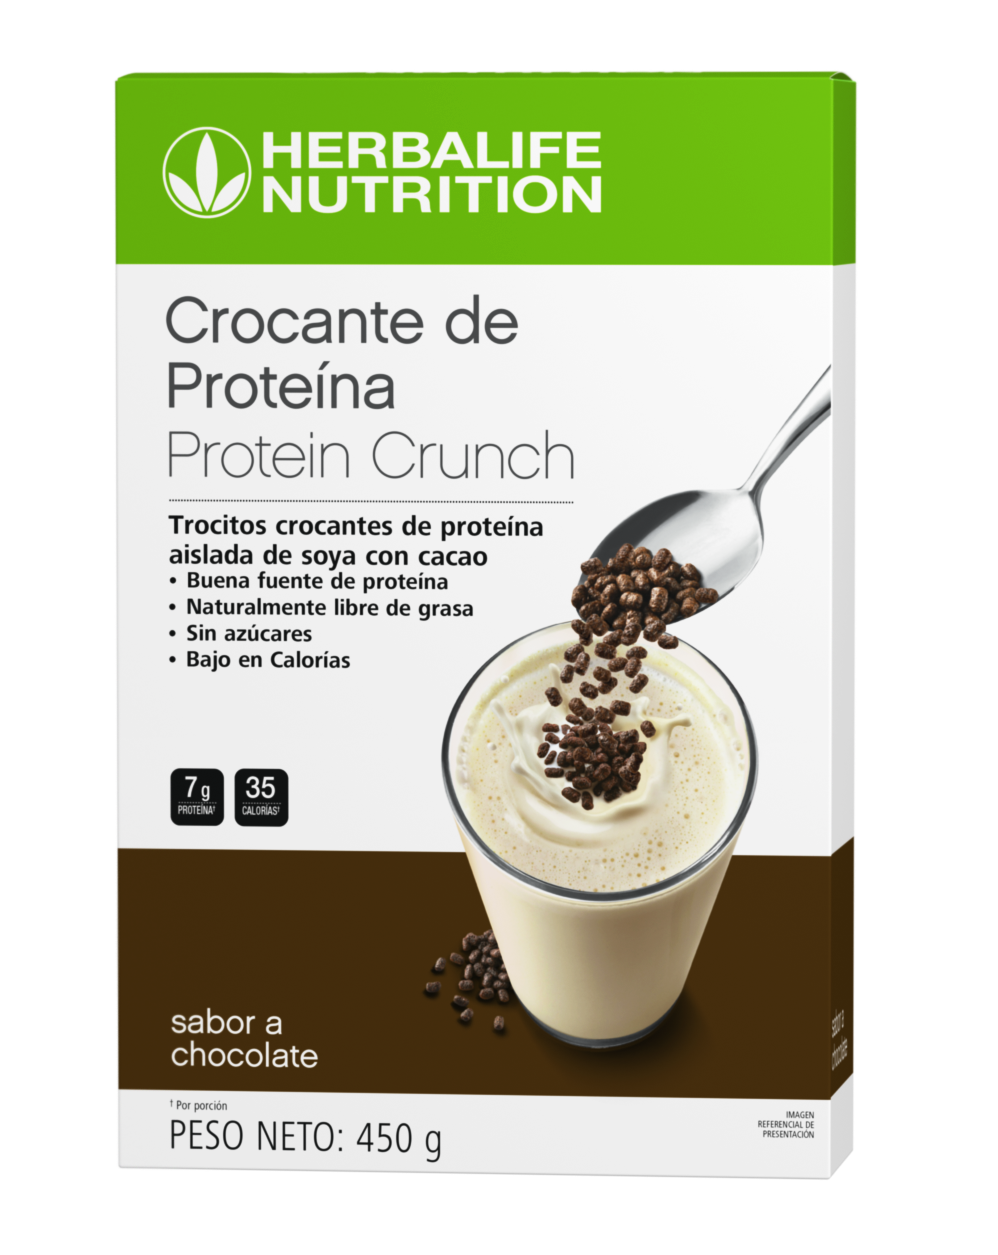 HERBALIFE
NUTRITION
Crocante de
Proteína
Protein Crunch
Trocitos crocantes de proteína
aislada de soya con cacao
• Buena fuente de proteína
• Naturalmente libre de grasa
• Sin azúcares
• Bajo en Calorías
7 g
PROTEÍNA†
35
CALORÍAS†
sabor a
chocolate
sabor a
chocolate
† Por porción
PESO NETO: 450 g
IMAGEN
REFERENCIAL DE
PRESENTACIÓN